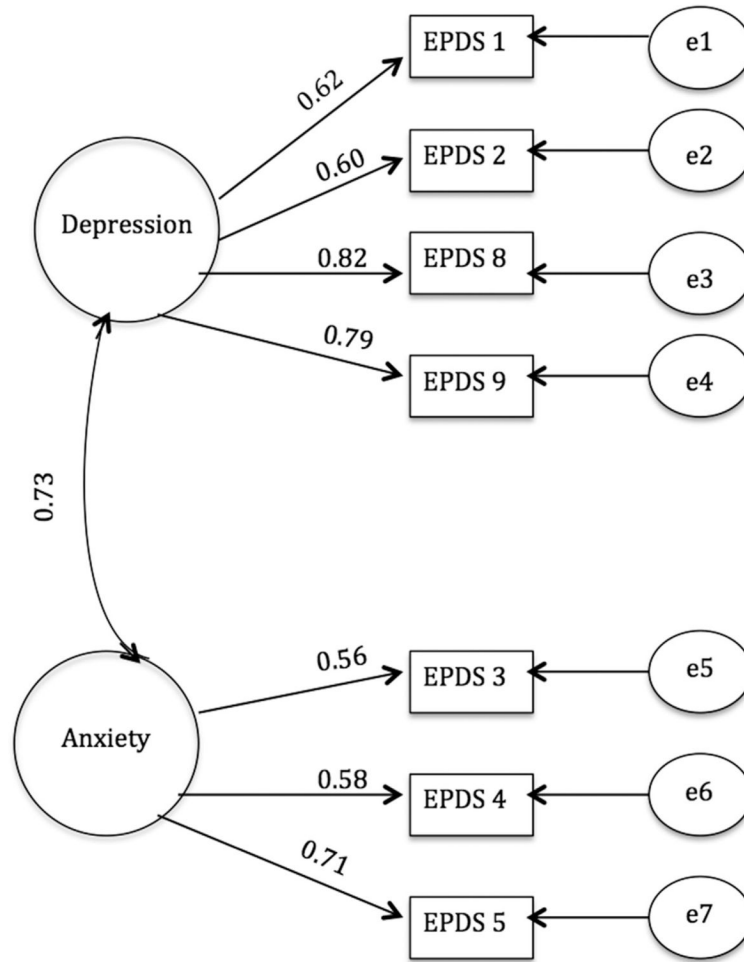 EPDS 1
e1
0.62
EPDS 2
e2
0.60
Depression
EPDS 8
e3
0.82
EPDS 9
e4
0.79
0.73
EPDS 3
e5
0.56
Anxiety
EPDS 4
e6
0.58
EPDS 5
e7
0.71